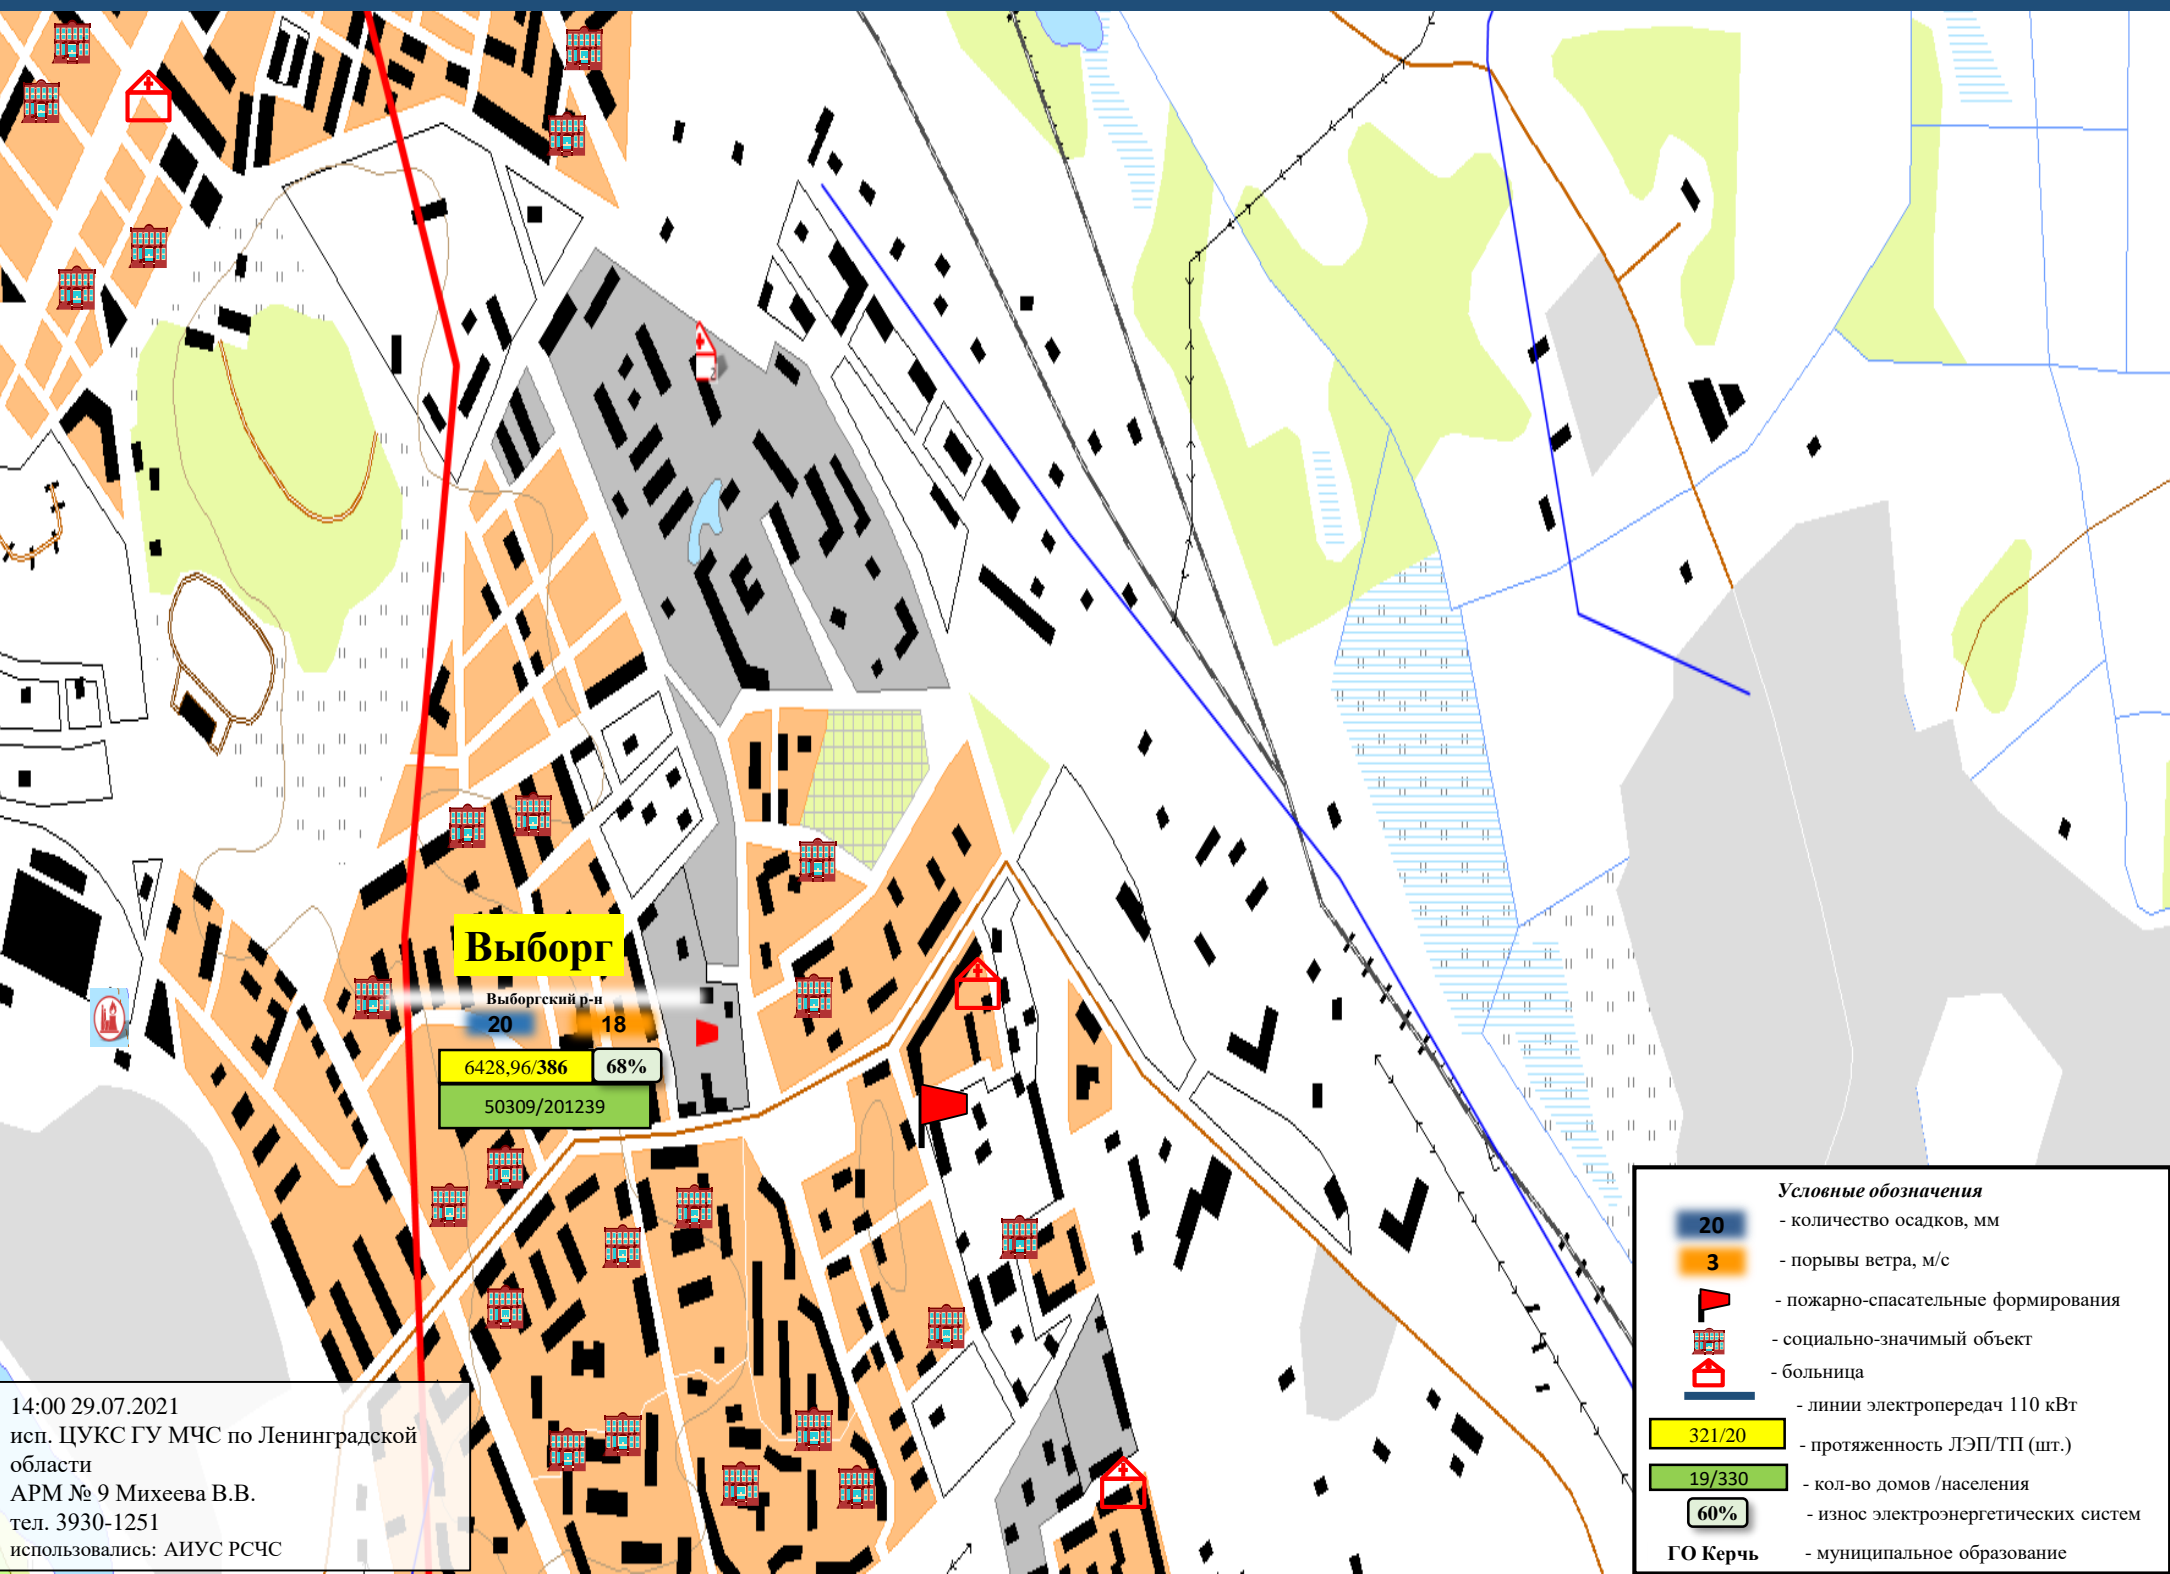 Выборг
Выборгский р-н
20 18
6428,96/386 68%
50309/201239
14:00 29.07.2021
исп. ЦУКС ГУ МЧС по Ленинградской
области
АРМ № 9 Михеева В.В.
тел. 3930-1251
использовались: АИУС РСЧС
Условные обозначения
20 - количество осадков, мм
3 - порывы ветра, м/с
- пожарно-спасательные формирования
- социально-значимый объект
- больница
- линии электропередач 110 кВт
321/20 - протяженность ЛЭП/ТП (шт.)
19/330 - кол-во домов /населения
60% - износ электроэнергетических систем
ГО Керчь - муниципальное образование